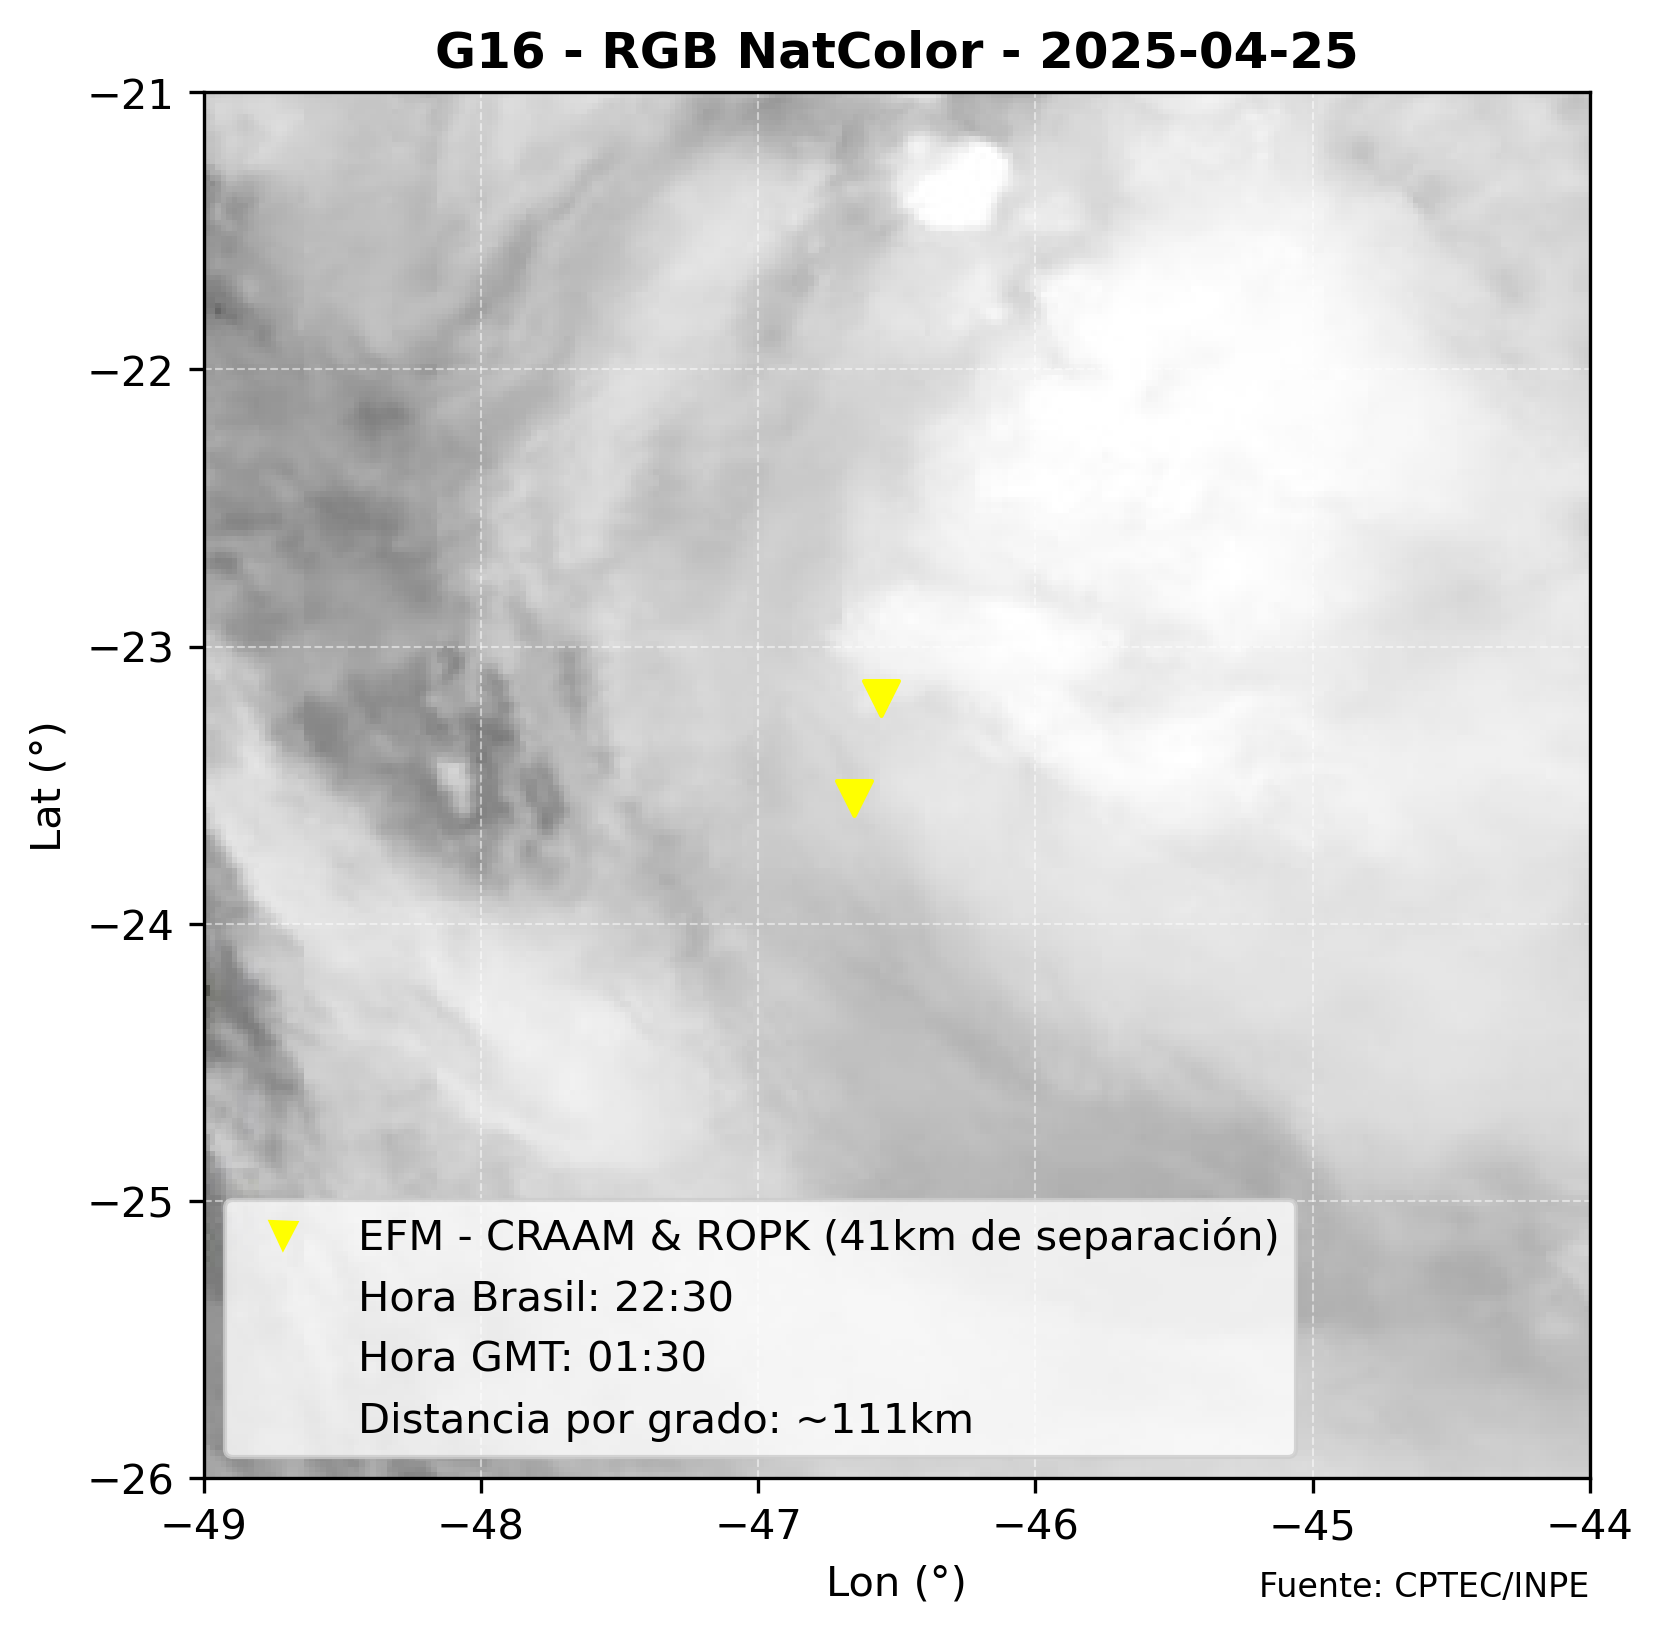 G16 - RGB NatColor - 2025-04-25
−21
−22
−23
−24
−25
−26
Lat (°)
EFM - CRAAM & ROPK (41km de separación)
Hora Brasil: 22:30
Hora GMT: 01:30
Distancia por grado: ~111km
−49 −48 −47 −46 −45 −44
Lon (°)
Fuente: CPTEC/INPE